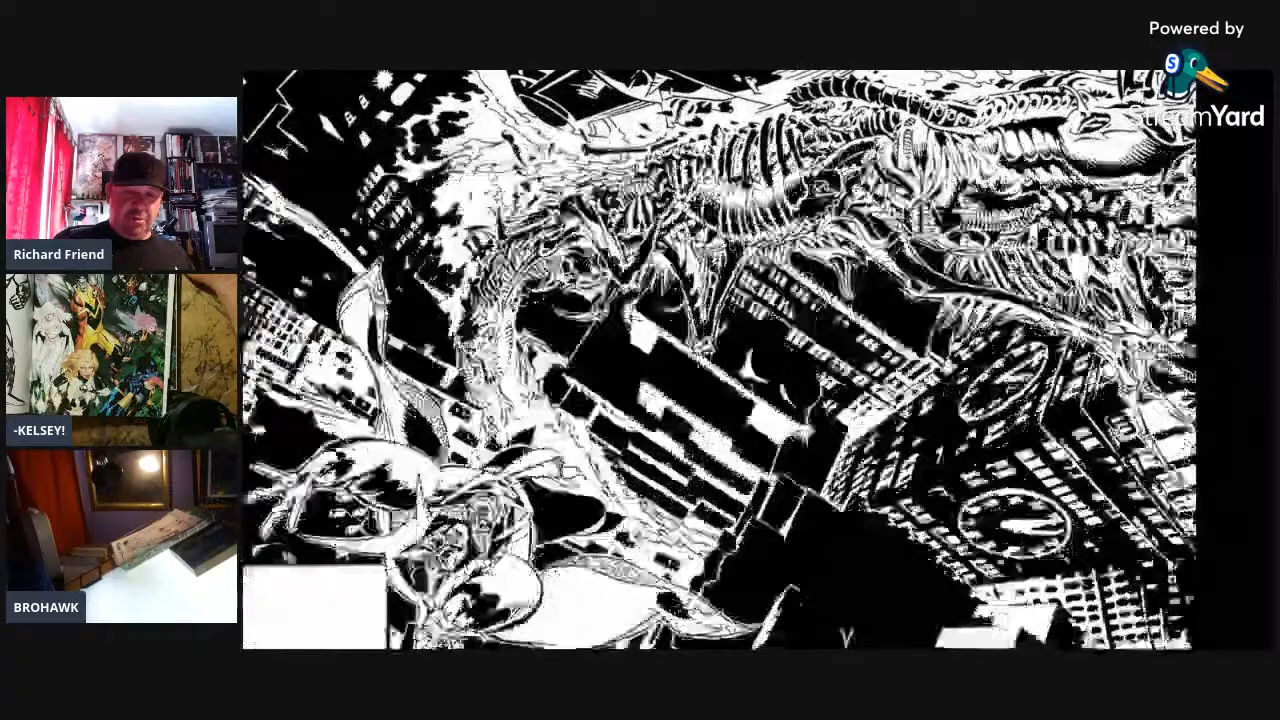 Powered by
S
StreamYard
Richard Friend
-KELSEY!
BROHAWK